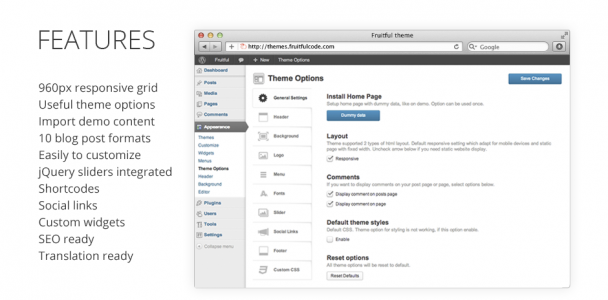 FEATURES
960px responsive grid
Useful theme options
Import demo content
10 blog post formats
Easily to customize
jQuery sliders integrated
Shortcodes
Social links
Custom widgets
SEO ready
Translation ready
Fruitful theme
http://themes.fruitfulcode.com
Google
Fruitful
+ New
Theme Options
Dashboard
Posts
Media
Pages
Comments
Appearance
Themes
Customise
Widgets
Menus
Theme Options
Header
Background
Editor
Plugins
Users
Tools
Settings
Collapse menu
Theme Options
Save Changes
General Settings
Header
Background
Logo
Menu
Fonts
Slider
Social Links
Footer
Custom CSS
Install Home Page
Setup home page with dummy data, like on demo. Option can be used once.
Dummy data
Layout
Theme supported 2 types of html layout. Default responsive setting which adapt for mobile devices and static
page with fixed width. Uncheck arrow below if you need static website display.
Responsive
Comments
If you want to display comments on your post page or page, select options below.
Display comment on posts page
Display comment on page
Default theme styles
Default CSS. Theme option for styling is not working, if this option enable.
Enable
Reset options
All theme options will be reset to default.
Reset Defaults